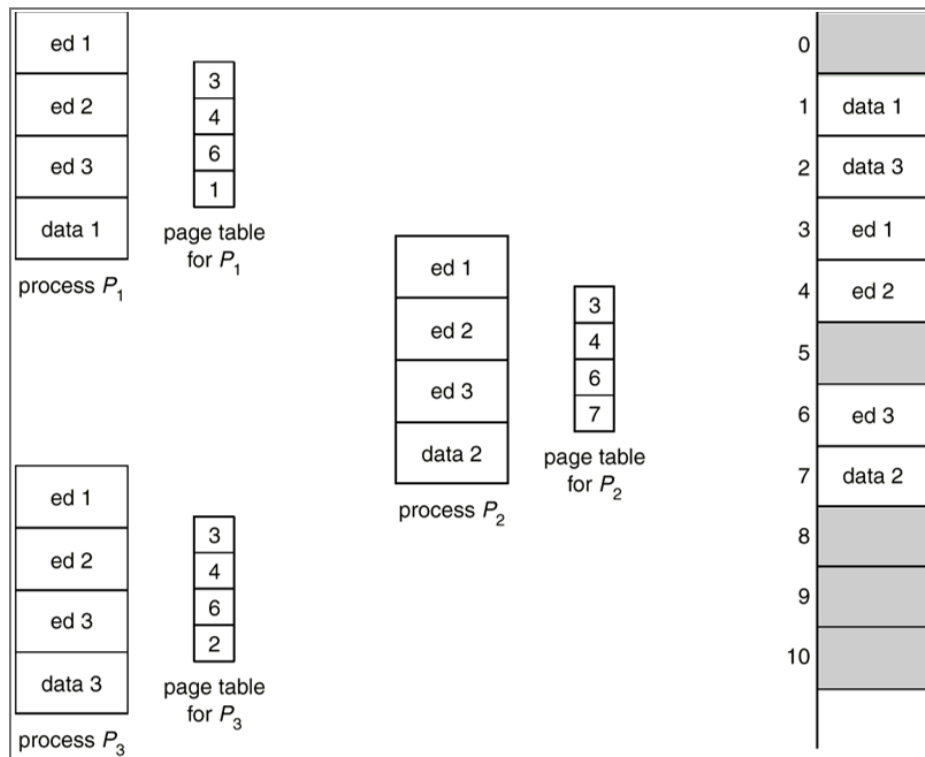 ed 1
ed 2
ed 3
data 1
process P1
3
4
6
1
page table
for P1
ed 1
ed 2
ed 3
data 2
process P2
3
4
6
7
page table
for P2
ed 1
ed 2
ed 3
data 3
process P3
3
4
6
2
page table
for P3
0
1 data 1
2 data 3
3 ed 1
4 ed 2
5
6 ed 3
7 data 2
8
9
10